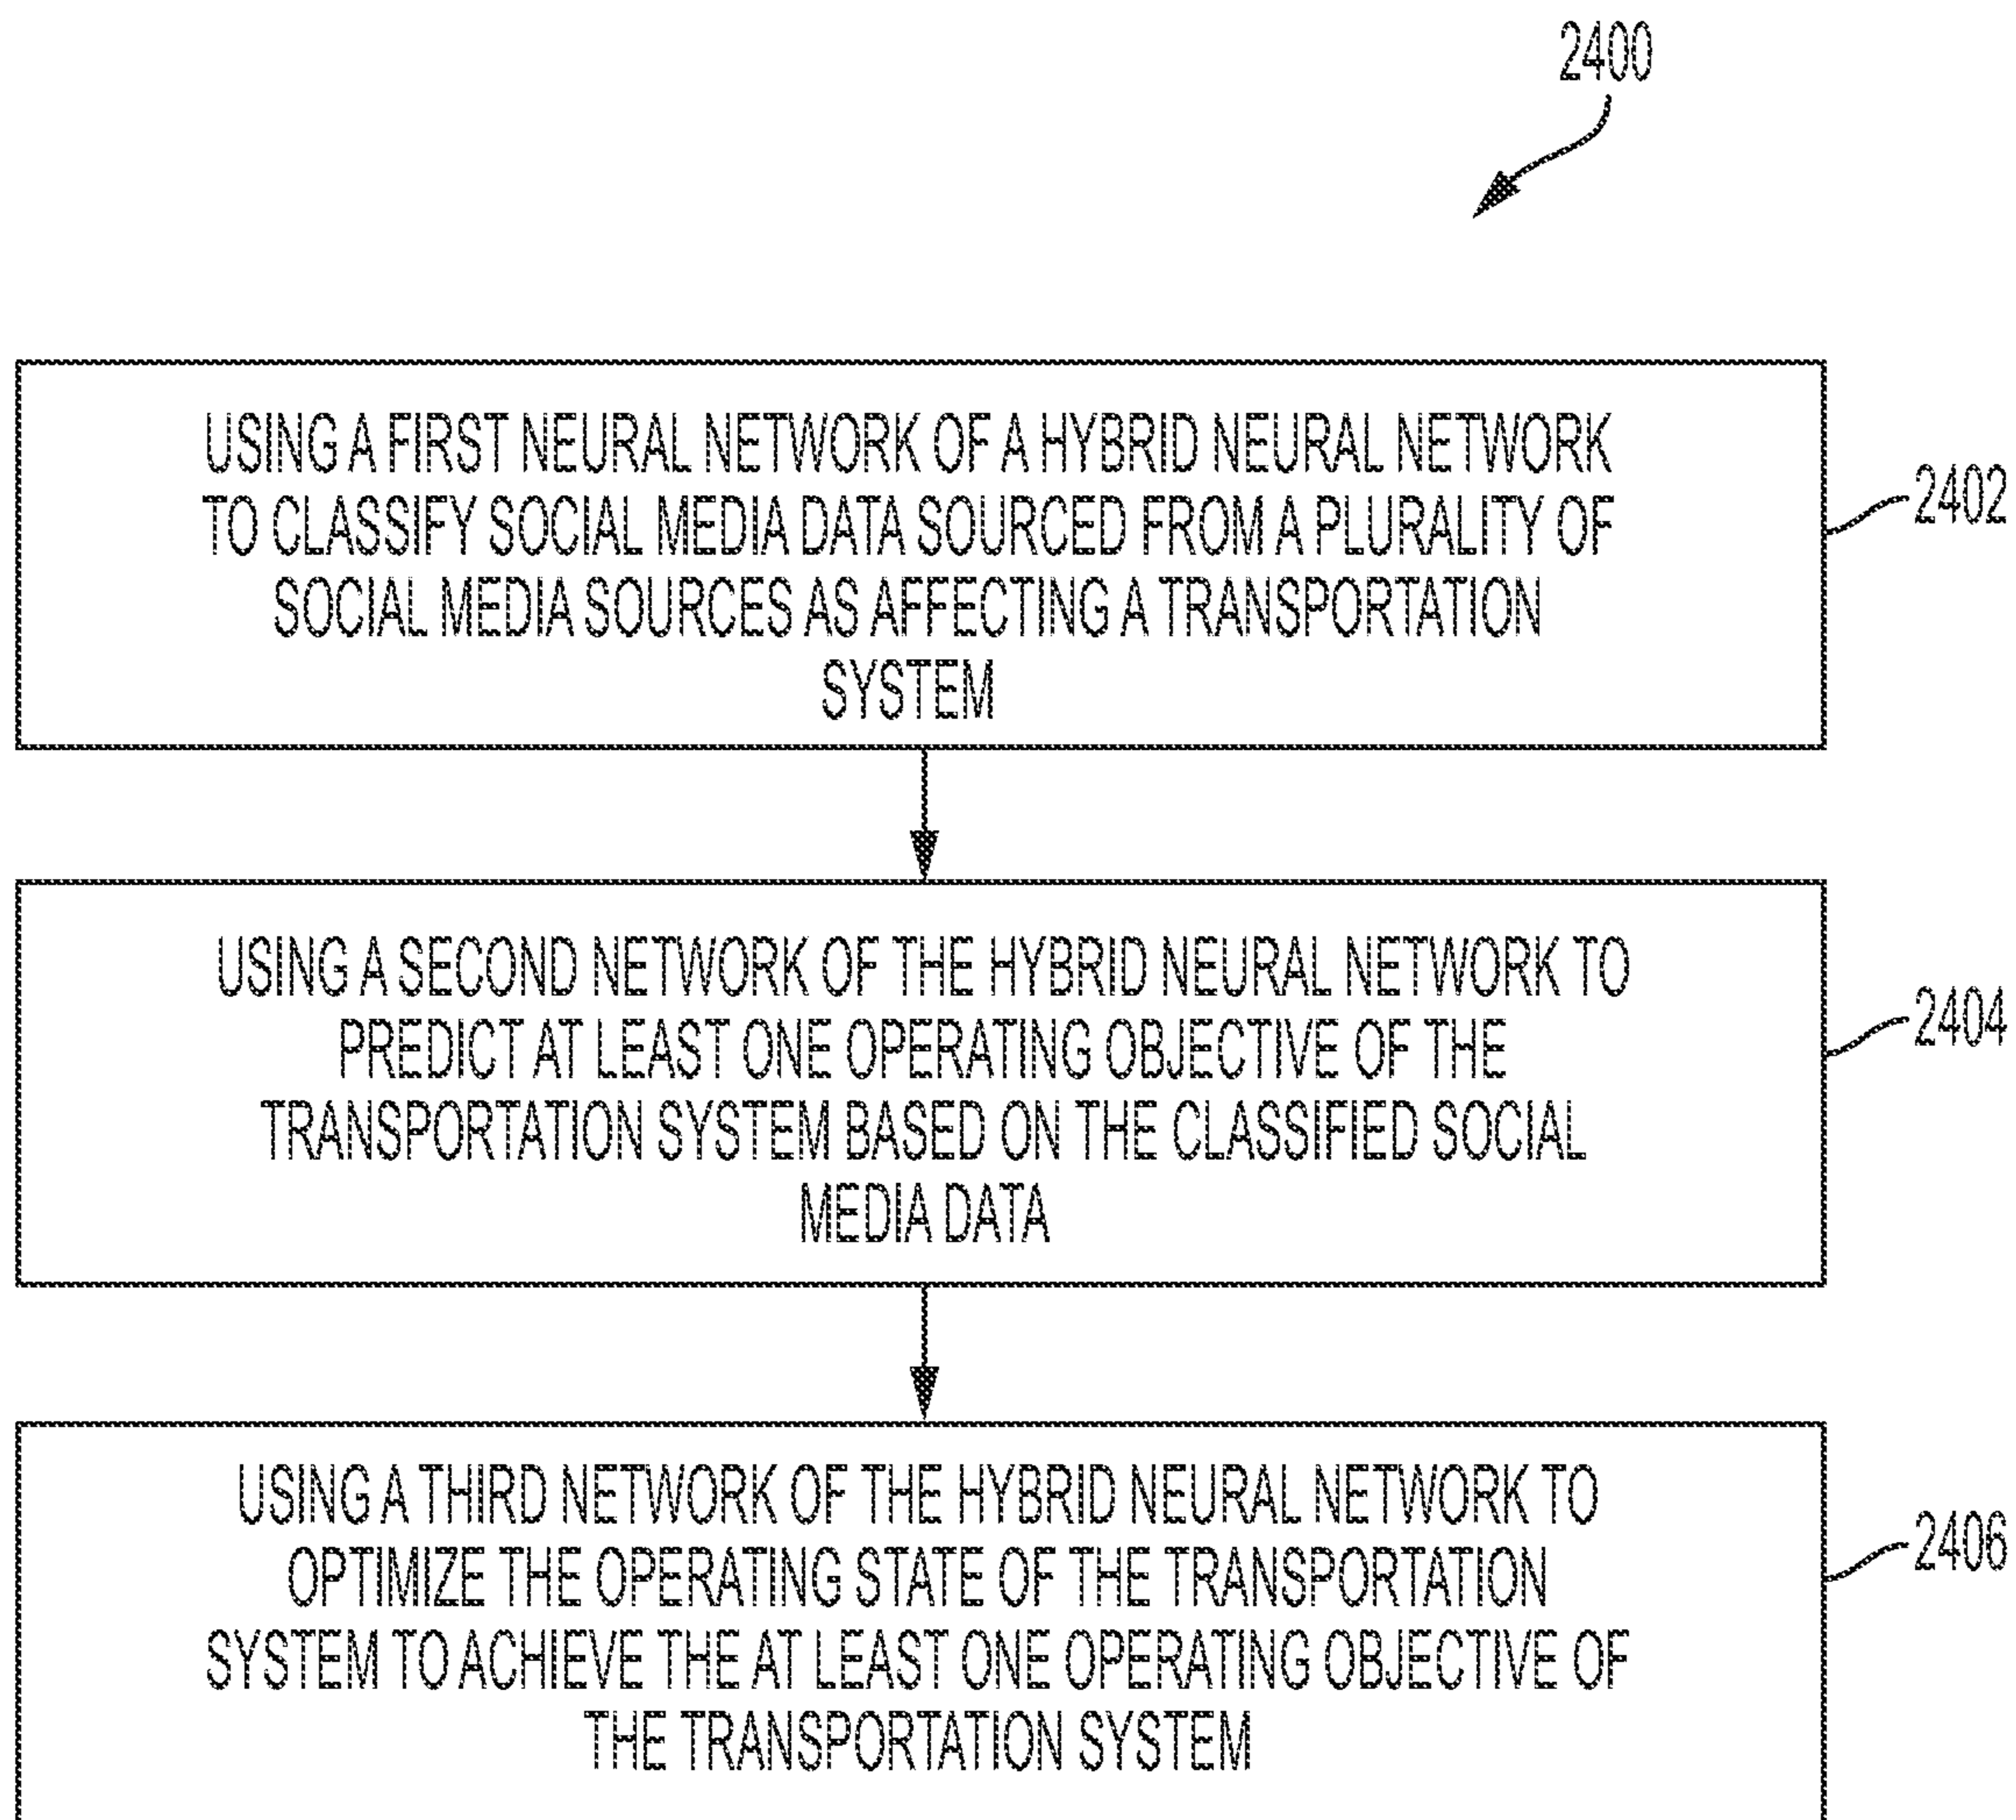 2400
USING A FIRST NEURAL NETWORK OF A HYBRID NEURAL NETWORK
TO CLASSIFY SOCIAL MEDIA DATA SOURCED FROM A PLURALITY OF
SOCIAL MEDIA SOURCES AS AFFECTING A TRANSPORTATION
SYSTEM
2402
USING A SECOND NETWORK OF THE HYBRID NEURAL NETWORK TO
PREDICT AT LEAST ONE OPERATING OBJECTIVE OF THE
TRANSPORTATION SYSTEM BASED ON THE CLASSIFIED SOCIAL
MEDIA DATA
2404
USING A THIRD NETWORK OF THE HYBRID NEURAL NETWORK TO
OPTIMIZE THE OPERATING STATE OF THE TRANSPORTATION
SYSTEM TO ACHIEVE THE AT LEAST ONE OPERATING OBJECTIVE OF
THE TRANSPORTATION SYSTEM
2406